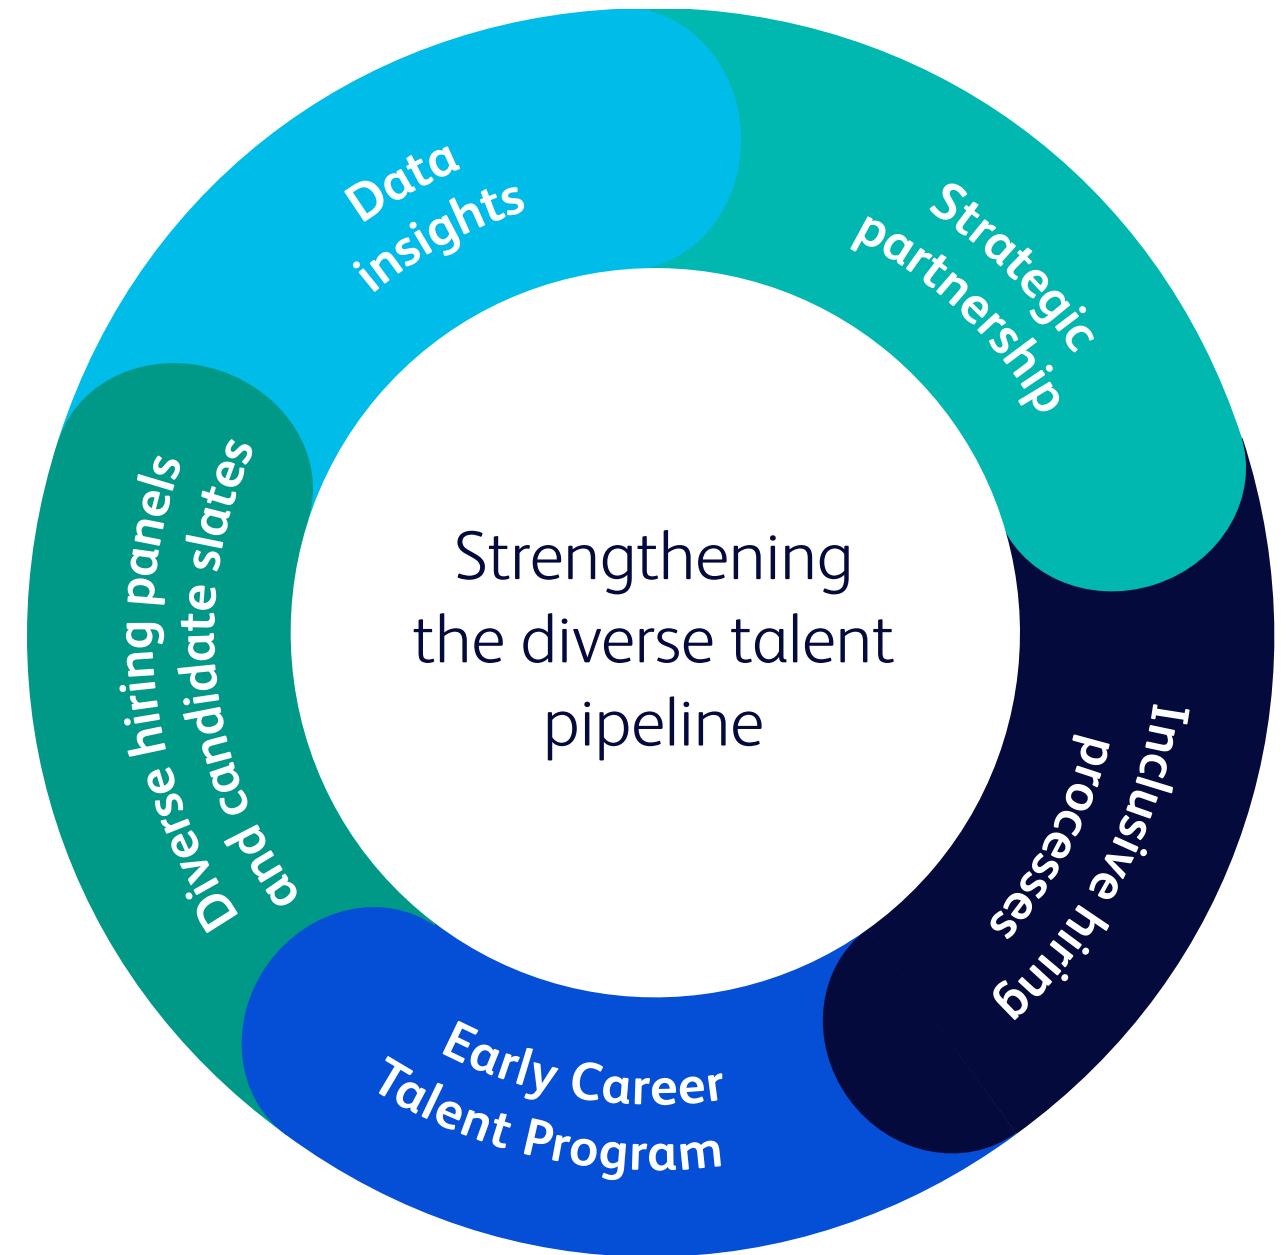 Data
insights
Strategic
partnership
Inclusive hiring
processes
Early Career
Talent Program
Diverse hiring panels
and candidate slates
Strengthening
the diverse talent
pipeline